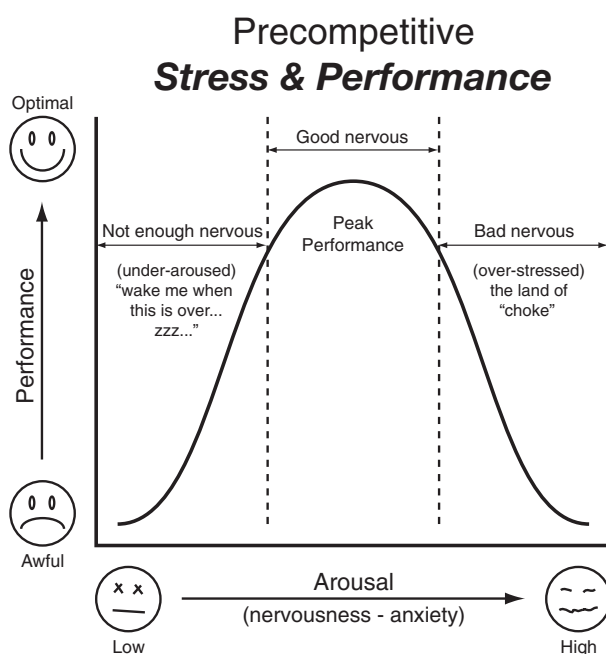 Precompetitive
Stress & Performance
Optimal
Good nervous
Not enough nervous
Peak
Performance
Bad nervous
(under-aroused)
“wake me when
this is over...
zzz...”
(over-stressed)
the land of
“choke”
Performance
Awful
Arousal
(nervousness - anxiety)
Low
High